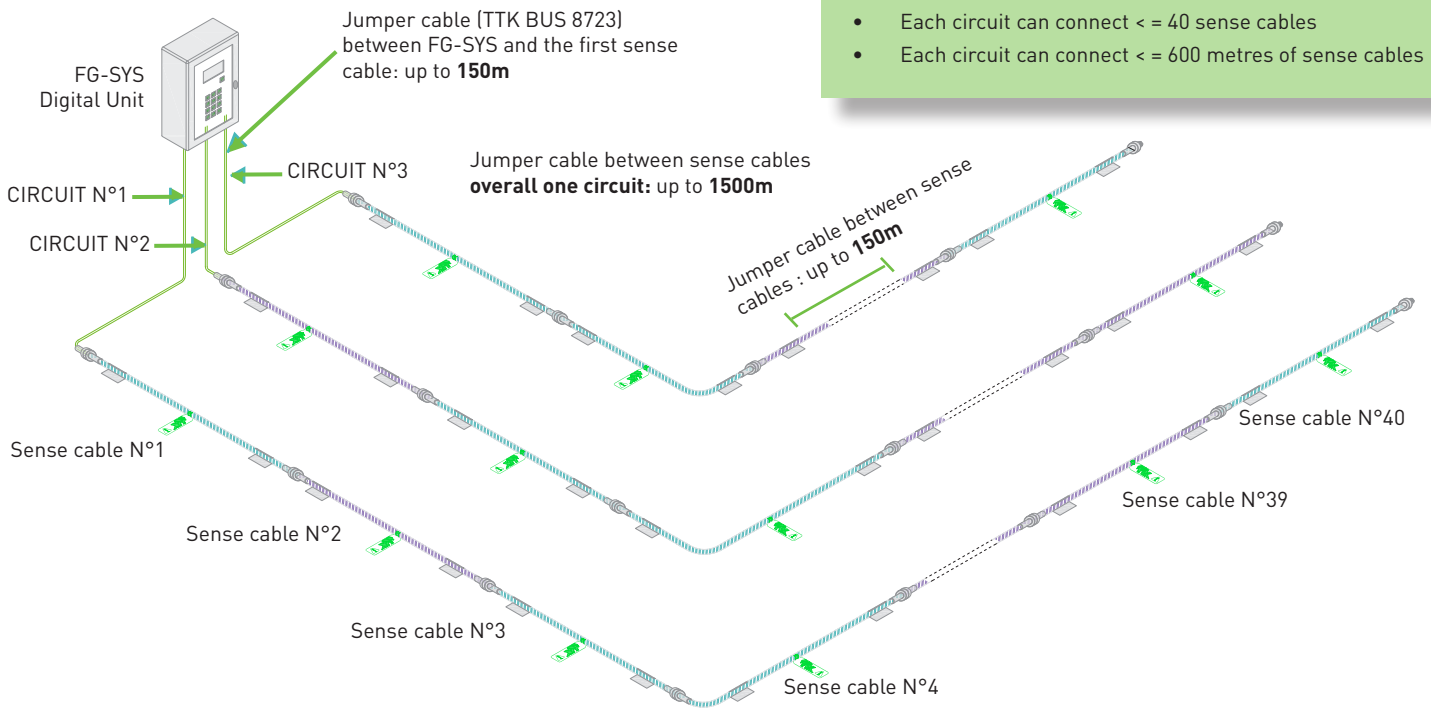 Jumper cable (TTK BUS 8723)
between FG-SYS and the first sense
cable: up to 150m
• Each circuit can connect < = 40 sense cables
• Each circuit can connect < = 600 metres of sense cables
FG-SYS
Digital Unit
Jumper cable between sense cables
overall one circuit: up to 1500m
CIRCUIT N°3
CIRCUIT N°1
CIRCUIT N°2
Jumper cable between sense
cables : up to 150m
Sense cable N°1
Sense cable N°40
Sense cable N°39
Sense cable N°2
Sense cable N°3
Sense cable N°4